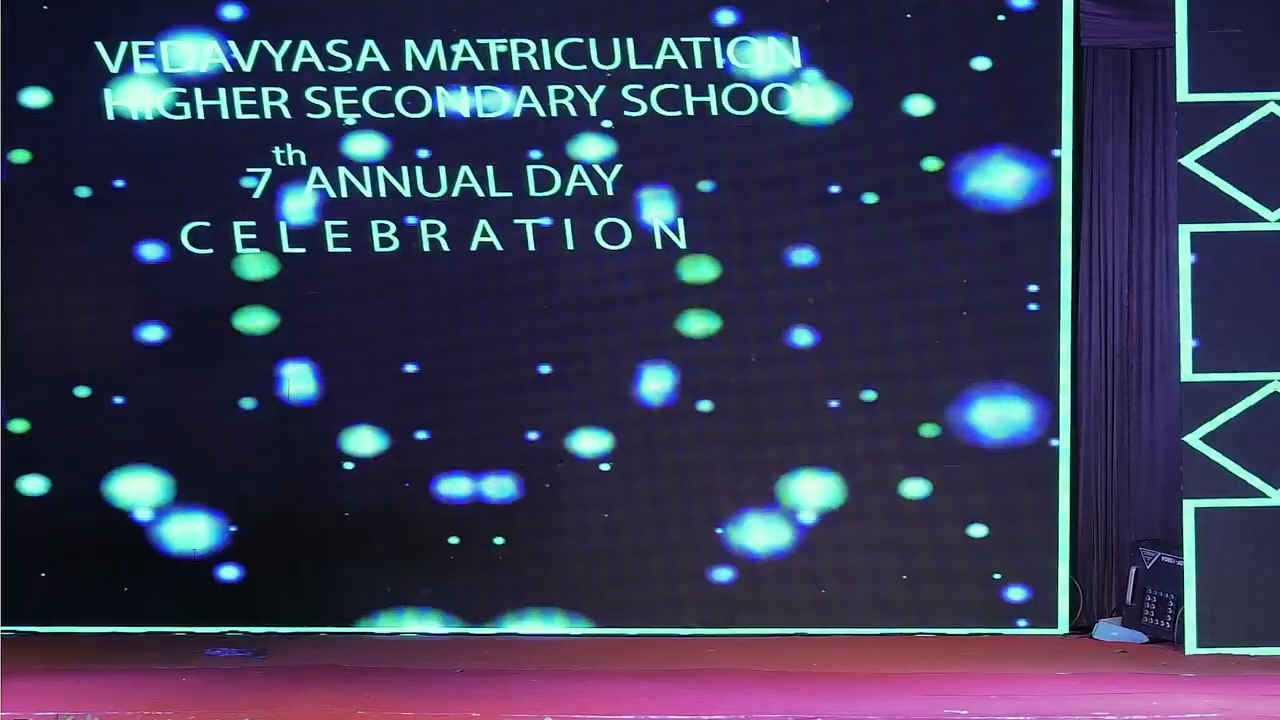 VEDAVYASA MATRICULATION
HIGHER SECONDARY SCHOOL
7th ANNUAL DAY
CELEBRATION